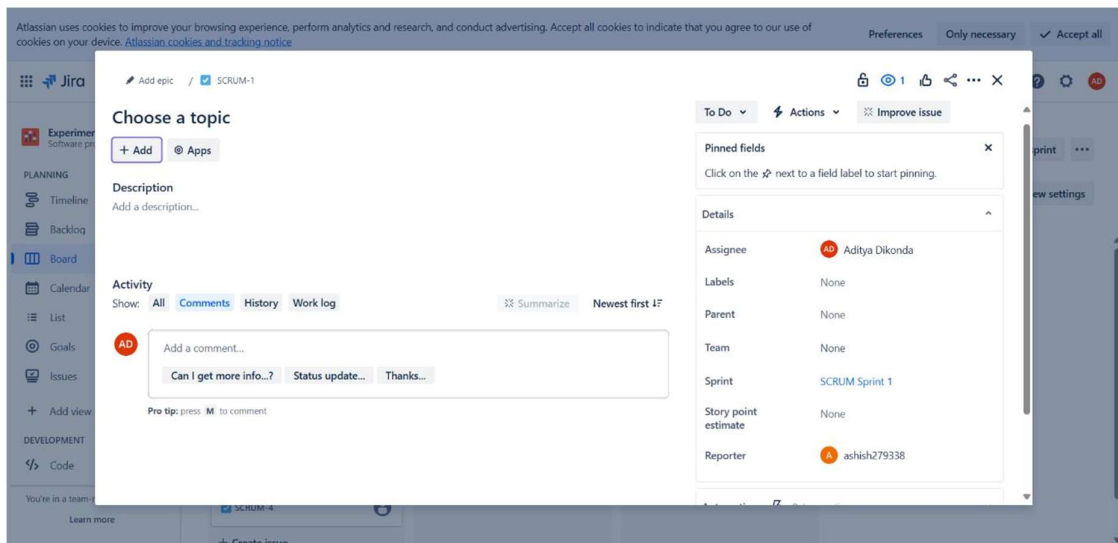 Atlassian uses cookies to improve your browsing experience, perform analytics and research, and conduct advertising. Accept all cookies to indicate that you agree to our use of
cookies on your device. Atlassian cookies and tracking notice
Preferences
Only necessary
Accept all
Jira
AD
Experimen
Software pro
PLANNING
Timeline
Backlog
Board
Calendar
List
Goals
Issues
Add view
DEVELOPMENT
Code
You're in a team-
Learn more
Add epic / SCRUM-1
1
Choose a topic
+ Add
Apps
Description
Add a description...
Activity
Show: All Comments History Work log
Summarize
Newest first
AD
Add a comment...
Can I get more info...? Status update... Thanks...
Pro tip: press M to comment
To Do
Actions
Improve issue
Pinned fields
Click on the next to a field label to start pinning.
Details
Assignee AD Aditya Dikonda
Labels None
Parent None
Team None
Sprint SCRUM Sprint 1
Story point
estimate
None
Reporter A ashish279338
print
ew settings
SCRUM-4
+ Create issue